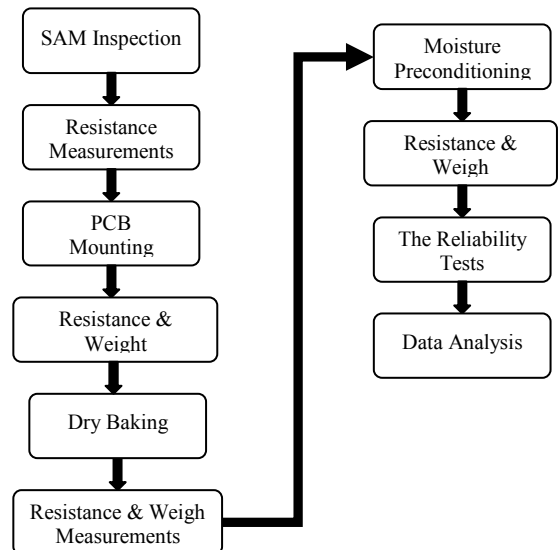 SAM Inspection
Resistance
Measurements
PCB
Mounting
Resistance &
Weight
Dry Baking
Resistance & Weigh
Measurements
Moisture
Preconditioning
Resistance &
Weigh
The Reliability
Tests
Data Analysis